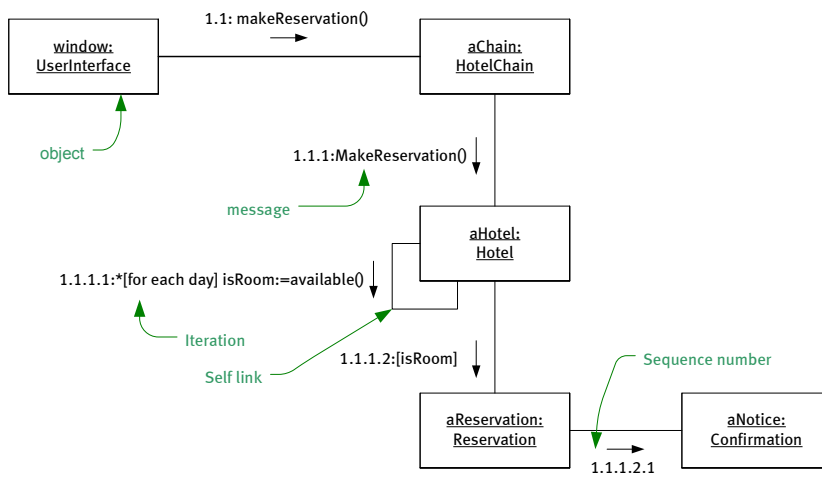 1.1: makeReservation()
window:
UserInterface
aChain:
HotelChain
object
1.1.1:MakeReservation()
message
aHotel:
Hotel
1.1.1.1:*[for each day] isRoom:=available()
Iteration
Self link
1.1.1.2:[isRoom]
Sequence number
aReservation:
Reservation
aNotice:
Confirmation
1.1.1.2.1